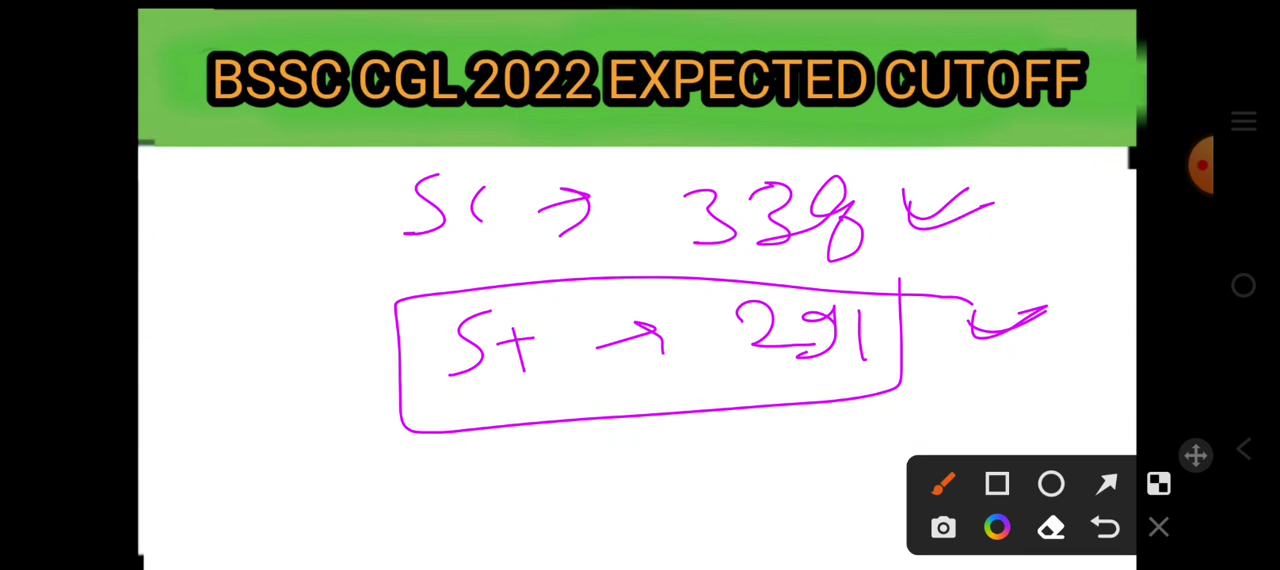 BSSC CGL 2022 EXPECTED CUTOFF
SC → 338
St → 291